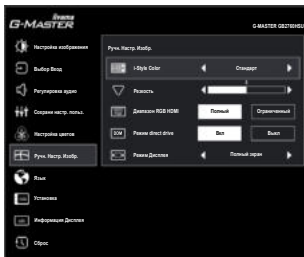 iiyama
G-MASTER
G-MASTER GB2760HSU
Настройка изображения
Выбор Вход
Регулировка аудио
Сохрани настр. польз.
Настройка цветов
Ручн. Настр. Изобр.
Язык
Установка
Информация Дисплея
Сброс
Ручн. Настр. Изобр.
i-Style Color
Стандарт
Резкость
Диапазон RGB HDMI
Полный
Ограниченный
Режим direct drive
Вкл
Выкл
Режим Дисплея
Полный экран